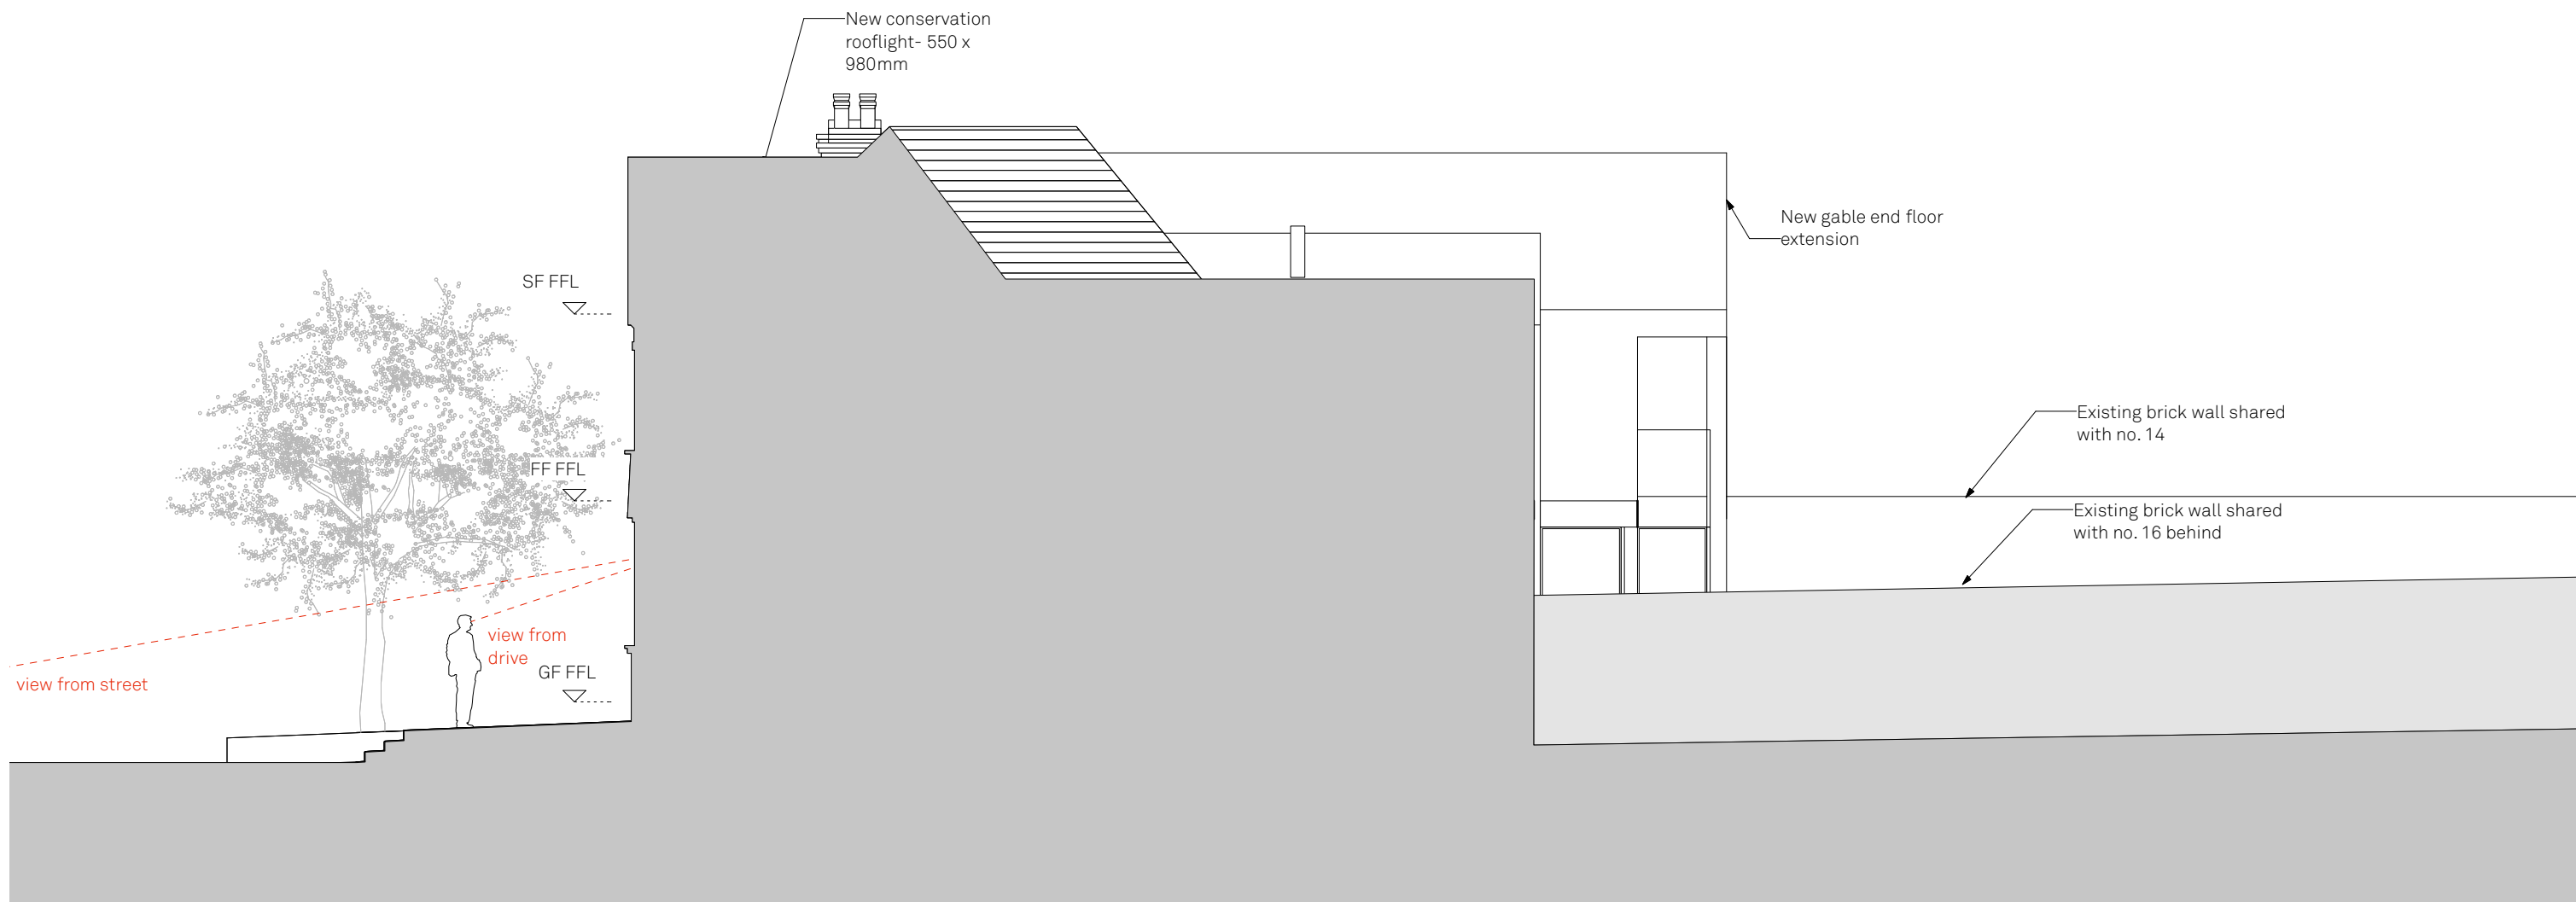 New conservation
rooflight- 550 x
980mm
New gable end floor
extension
SF FFL
Existing brick wall shared
with no. 14
FF FFL
Existing brick wall shared
with no. 16 behind
view from
drive
GF FFL
view from street